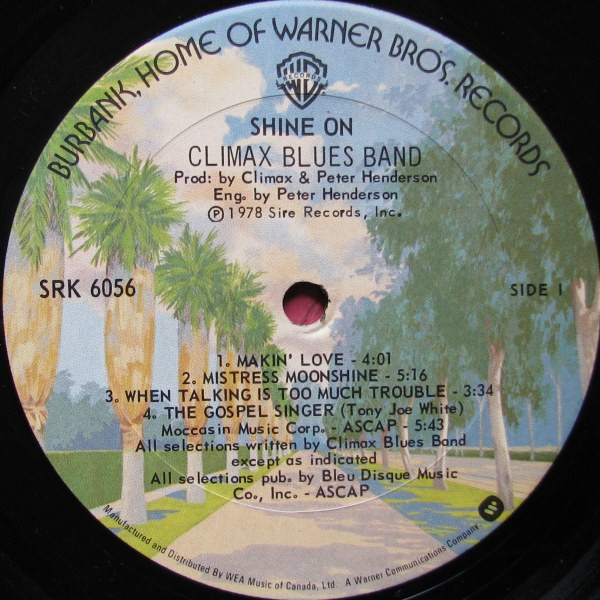 BURBANK, HOME OF WARNER BROS. RECORDS
WB
RECORDS
SHINE ON
CLIMAX BLUES BAND
Prod: by Climax & Peter Henderson
Eng. by Peter Henderson
Ⓟ 1978 Sire Records, Inc.
SRK 6056
SIDE 1
1. MAKIN' LOVE - 4:01
2. MISTRESS MOONSHINE - 5:16
3. WHEN TALKING IS TOO MUCH TROUBLE - 3:34
4. THE GOSPEL SINGER (Tony Joe White)
Moccasin Music Corp. - ASCAP - 5:43
All selections written by Climax Blues Band
except as indicated
All selections pub. by Bleu Disque Music
Co., Inc. - ASCAP
Manufactured and Distributed By WEA Music of Canada, Ltd. A Warner Communications Company.